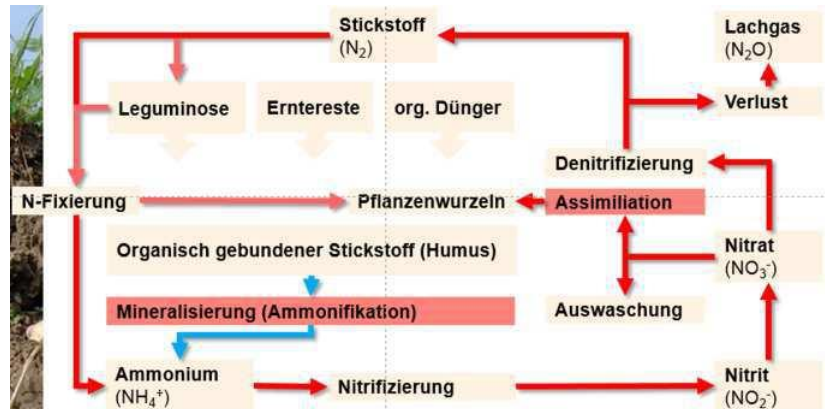 Stickstoff
(N₂)
Lachgas
(N₂O)
Leguminose
Erntereste
org. Dünger
Verlust
Denitrifizierung
N-Fixierung
Pflanzenwurzeln
Assimiliation
Organisch gebundener Stickstoff (Humus)
Nitrat
(NO₃⁻)
Mineralisierung (Ammonifikation)
Auswaschung
Ammonium
(NH₄⁺)
Nitrifizierung
Nitrit
(NO₂⁻)